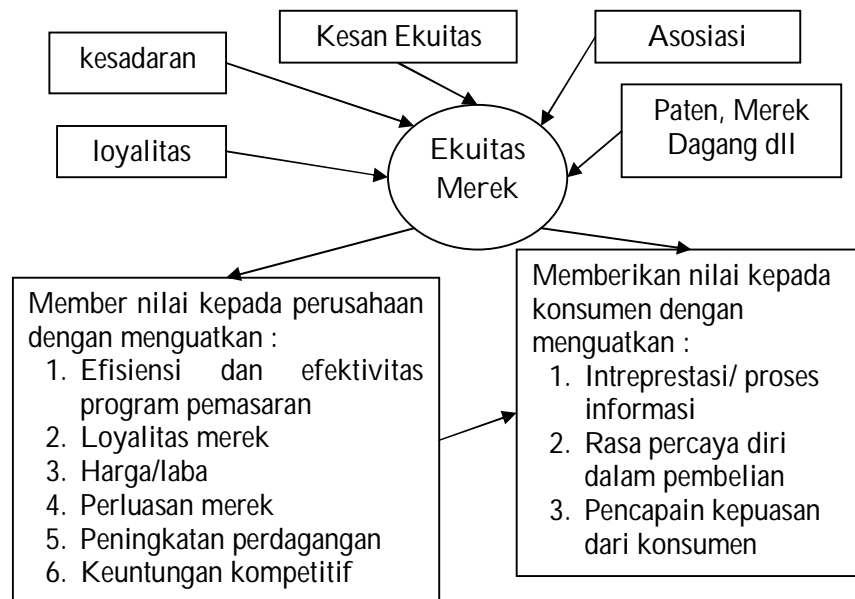 Kesan Ekuitas
Asosiasi
kesadaran
Paten, Merek
Dagang dll
loyalitas
Ekuitas
Merek
Member nilai kepada perusahaan
dengan menguatkan :
1. Efisiensi dan efektivitas
program pemasaran
2. Loyalitas merek
3. Harga/laba
4. Perluasan merek
5. Peningkatan perdagangan
6. Keuntungan kompetitif
Memberikan nilai kepada
konsumen dengan
menguatkan :
1. Intreprestasi/ proses
informasi
2. Rasa percaya diri
dalam pembelian
3. Pencapain kepuasan
dari konsumen